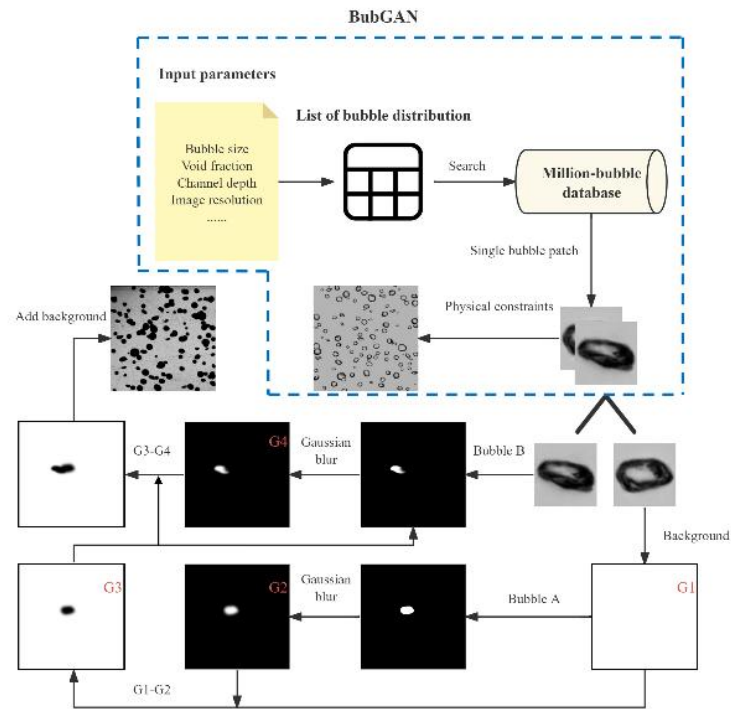 BubGAN
Input parameters
List of bubble distribution
Bubble size
Void fraction
Channel depth
Image resolution
......
Search
Million-bubble
database
Single bubble patch
Add background
Physical constraints
G3-G4
G4
Gaussian
blur
Bubble B
Background
G3
G2
Gaussian
blur
Bubble A
G1
G1-G2